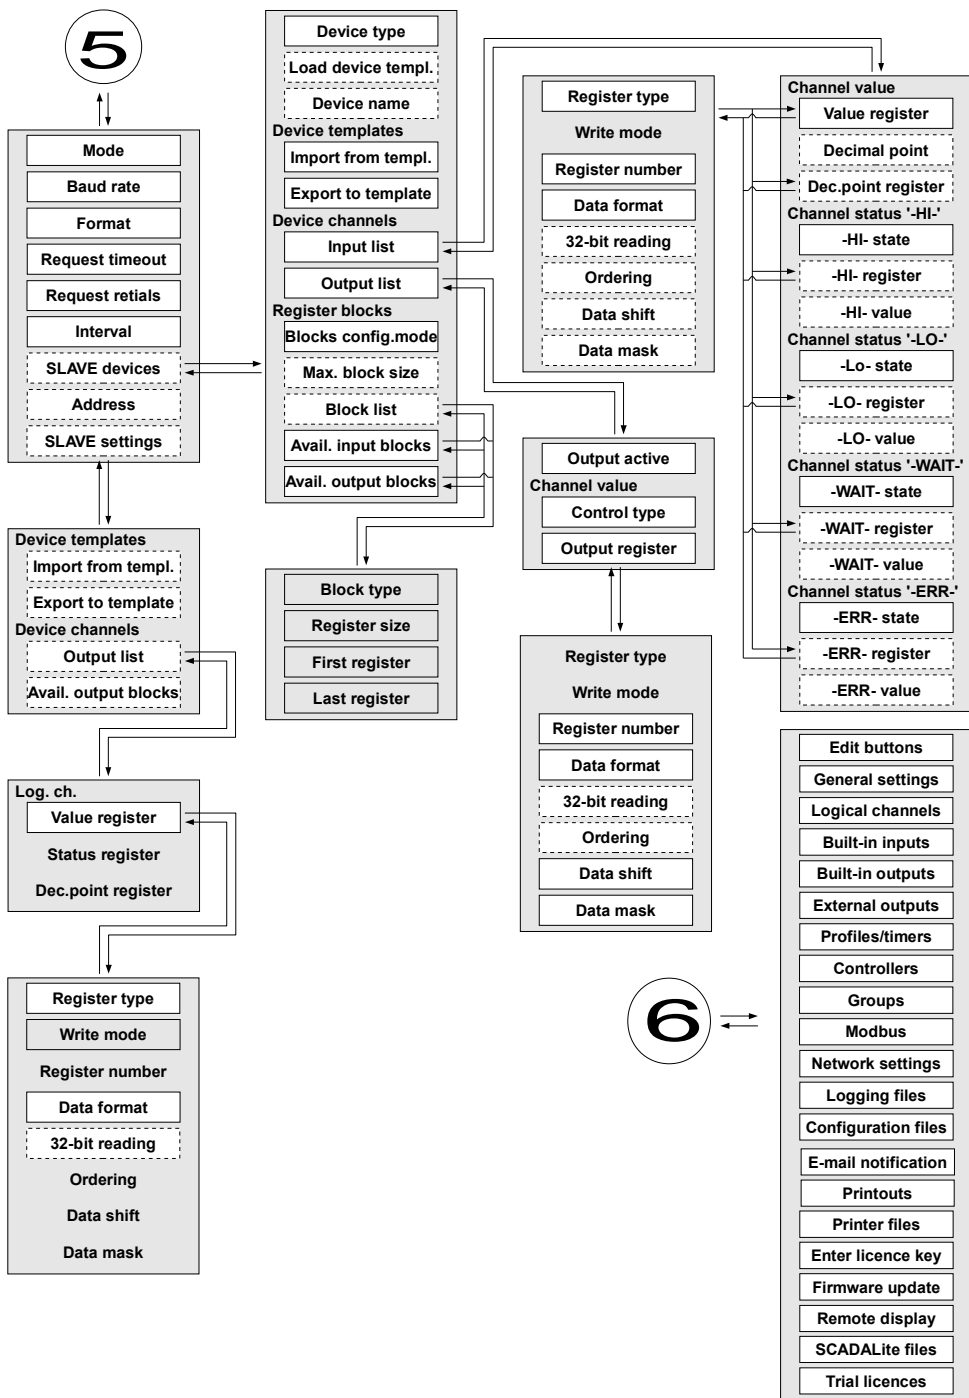 5
Mode
Baud rate
Format
Request timeout
Request retials
Interval
SLAVE devices
Address
SLAVE settings
Device templates
Import from templ.
Export to template
Device channels
Output list
Avail. output blocks
Log. ch.
Value register
Status register
Dec.point register
Register type
Write mode
Register number
Data format
32-bit reading
Ordering
Data shift
Data mask
Device type
Load device templ.
Device name
Device templates
Import from templ.
Export to template
Device channels
Input list
Output list
Register blocks
Blocks config.mode
Max. block size
Block list
Avail. input blocks
Avail. output blocks
Block type
Register size
First register
Last register
Register type
Write mode
Register number
Data format
32-bit reading
Ordering
Data shift
Data mask
Output active
Channel value
Control type
Output register
Register type
Write mode
Register number
Data format
32-bit reading
Ordering
Data shift
Data mask
Channel value
Value register
Decimal point
Dec.point register
Channel status '-HI-'
-HI- state
-HI- register
-HI- value
Channel status '-LO-'
-Lo- state
-LO- register
-LO- value
Channel status '-WAIT-'
-WAIT- state
-WAIT- register
-WAIT- value
Channel status '-ERR-'
-ERR- state
-ERR- register
-ERR- value
6
Edit buttons
General settings
Logical channels
Built-in inputs
Built-in outputs
External outputs
Profiles/timers
Controllers
Groups
Modbus
Network settings
Logging files
Configuration files
E-mail notification
Printouts
Printer files
Enter licence key
Firmware update
Remote display
SCADALite files
Trial licences